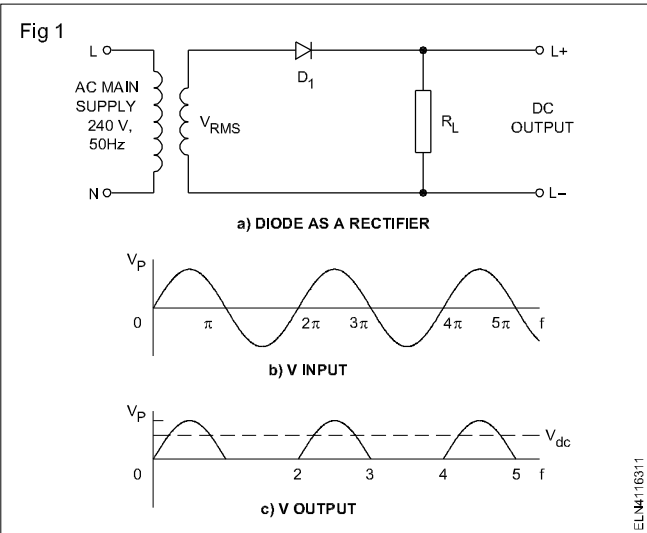 Fig 1
L
AC MAIN
SUPPLY
240 V,
50Hz
N
V_RMS
D_1
R_L
L+
DC
OUTPUT
L–
a) DIODE AS A RECTIFIER
V_P
0 π 2π 3π 4π 5π f
b) V INPUT
V_P
V_dc
0 2 3 4 5 f
c) V OUTPUT
ELN4116311